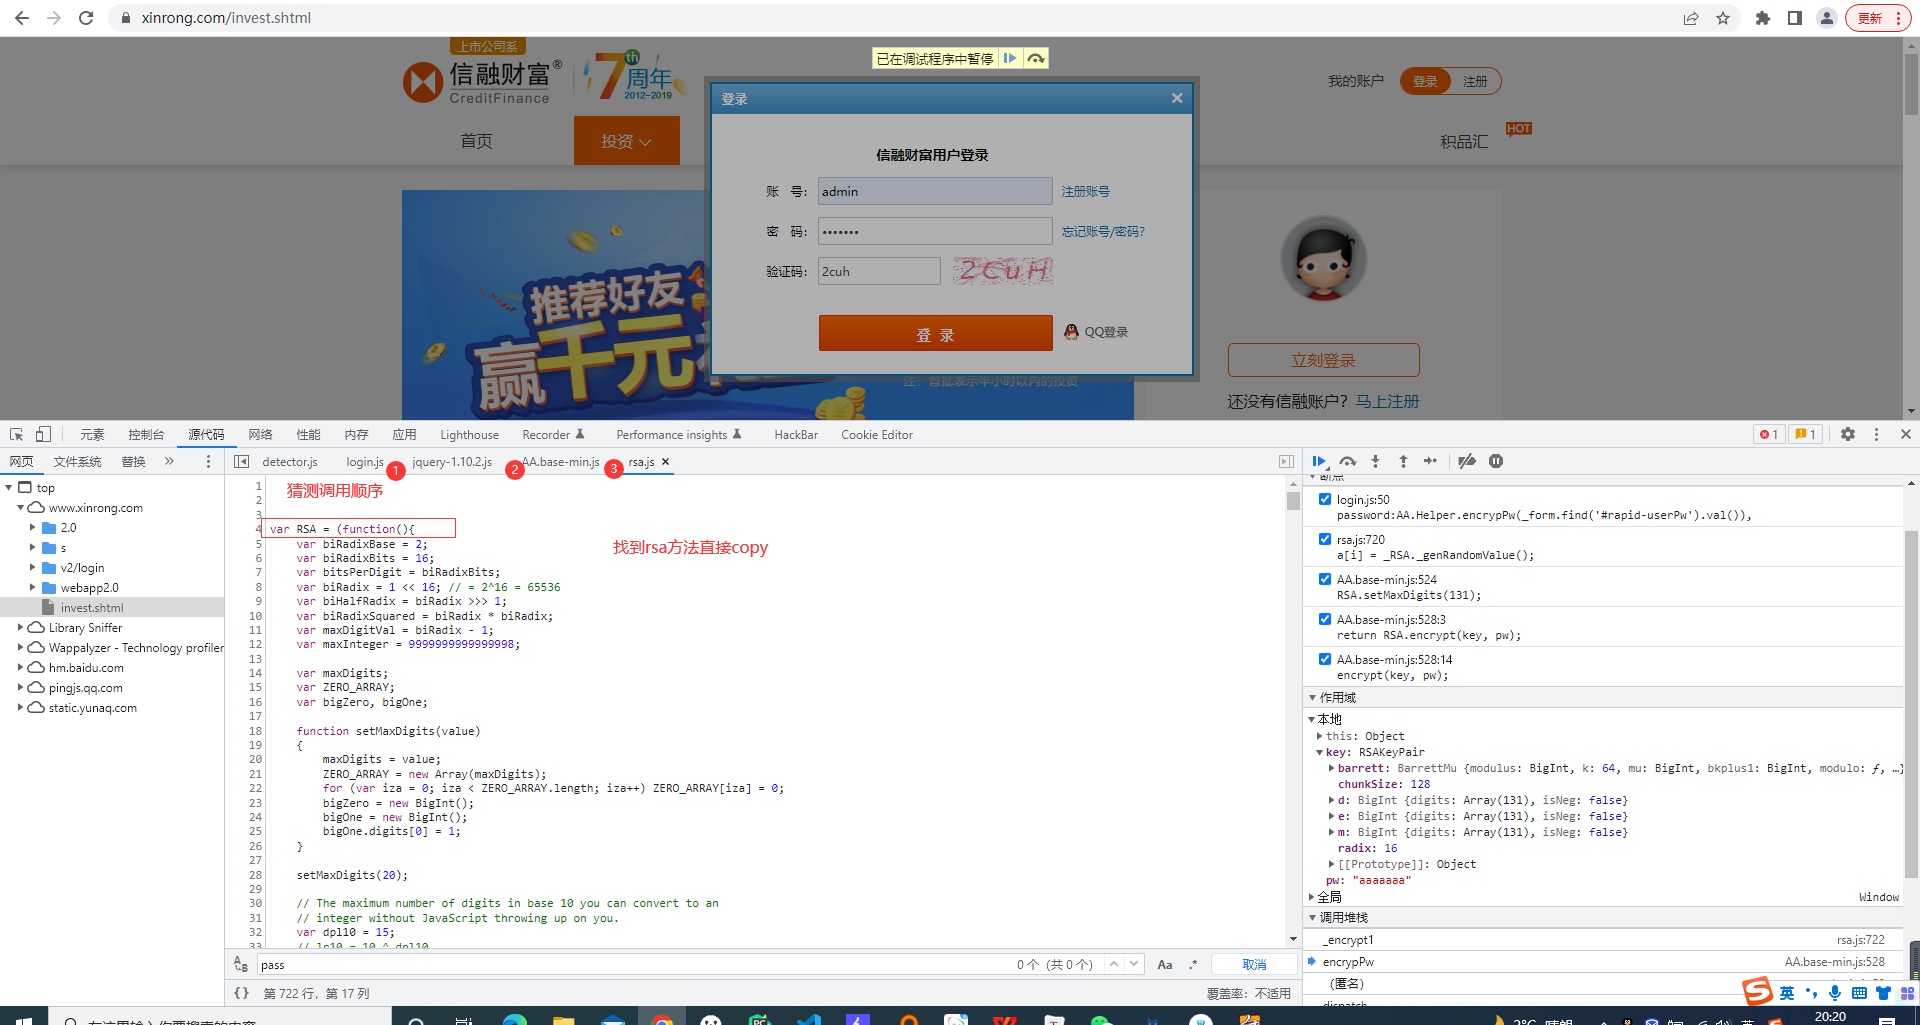 xinrong.com/invest.shtml
更新
上市公司系
信融财富®
CreditFinance
7th
周年
2012-2019
已在调试程序中暂停
我的账户
登录
注册
首页
投资
积品汇
HOT
登录
信融财富用户登录
账 号:
admin
注册账号
密 码:
•••••••
忘记账号/密码?
验证码:
2cuh
2CuH
登 录
QQ登录
推荐好友
赢千元
注：首批表示半小时以内的投资
立刻登录
还没有信融账户? 马上注册
元素
控制台
源代码
网络
性能
内存
应用
Lighthouse
Recorder
Performance insights
HackBar
Cookie Editor
1
1
网页
文件系统
替换
detector.js
login.js
1
jquery-1.10.2.js
2
AA.base-min.js
3
rsa.js
top
www.xinrong.com
2.0
s
v2/login
webapp2.0
invest.shtml
Library Sniffer
Wappalyzer - Technology profiler
hm.baidu.com
pingjs.qq.com
static.yunaq.com
猜测调用顺序
找到rsa方法直接copy
1
2
3
4 var RSA = (function(){
5 var biRadixBase = 2;
6 var biRadixBits = 16;
7 var bitsPerDigit = biRadixBits;
8 var biRadix = 1 << 16; // = 2^16 = 65536
9 var biHalfRadix = biRadix >>> 1;
10 var biRadixSquared = biRadix * biRadix;
11 var maxDigitVal = biRadix - 1;
12 var maxInteger = 9999999999999998;
13
14 var maxDigits;
15 var ZERO_ARRAY;
16 var bigZero, bigOne;
17
18 function setMaxDigits(value)
19 {
20 maxDigits = value;
21 ZERO_ARRAY = new Array(maxDigits);
22 for (var iza = 0; iza < ZERO_ARRAY.length; iza++) ZERO_ARRAY[iza] = 0;
23 bigZero = new BigInt();
24 bigOne = new BigInt();
25 bigOne.digits[0] = 1;
26 }
27
28 setMaxDigits(20);
29
30 // The maximum number of digits in base 10 you can convert to an
31 // integer without JavaScript throwing up on you.
32 var dpl10 = 15;
33 // lr10 = 10 ^ dpl10
pass
0 个 (共 0 个)
Aa
.*
取消
{ } 第 722 行，第 17 列
覆盖率：不适用
断点
login.js:50
password:AA.Helper.encrypPw(_form.find('#rapid-userPw').val()),
rsa.js:720
a[i] = _RSA._genRandomValue();
AA.base-min.js:524
RSA.setMaxDigits(131);
AA.base-min.js:528:3
return RSA.encrypt(key, pw);
AA.base-min.js:528:14
encrypt(key, pw);
作用域
本地
this: Object
key: RSAKeyPair
barrett: BarrettMu {modulus: BigInt, k: 64, mu: BigInt, bkplus1: BigInt, modulo: ƒ, …}
chunkSize: 128
d: BigInt {digits: Array(131), isNeg: false}
e: BigInt {digits: Array(131), isNeg: false}
m: BigInt {digits: Array(131), isNeg: false}
radix: 16
[[Prototype]]: Object
pw: "aaaaaaa"
全局
Window
调用堆栈
_encrypt1
rsa.js:722
encrypPw
AA.base-min.js:528
(匿名)
dispatch
英
在这里输入你要搜索的内容
2°C 晴朗
20:20